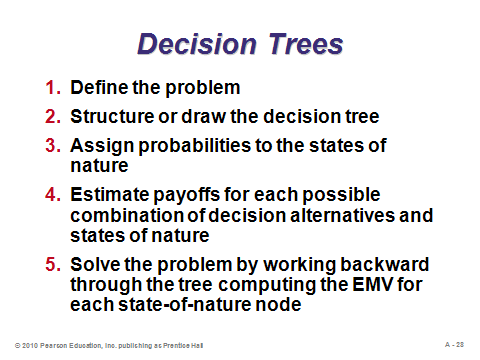 Decision Trees
1. Define the problem
2. Structure or draw the decision tree
3. Assign probabilities to the states of
nature
4. Estimate payoffs for each possible
combination of decision alternatives and
states of nature
5. Solve the problem by working backward
through the tree computing the EMV for
each state-of-nature node
© 2010 Pearson Education, Inc. publishing as Prentice Hall
A - 28